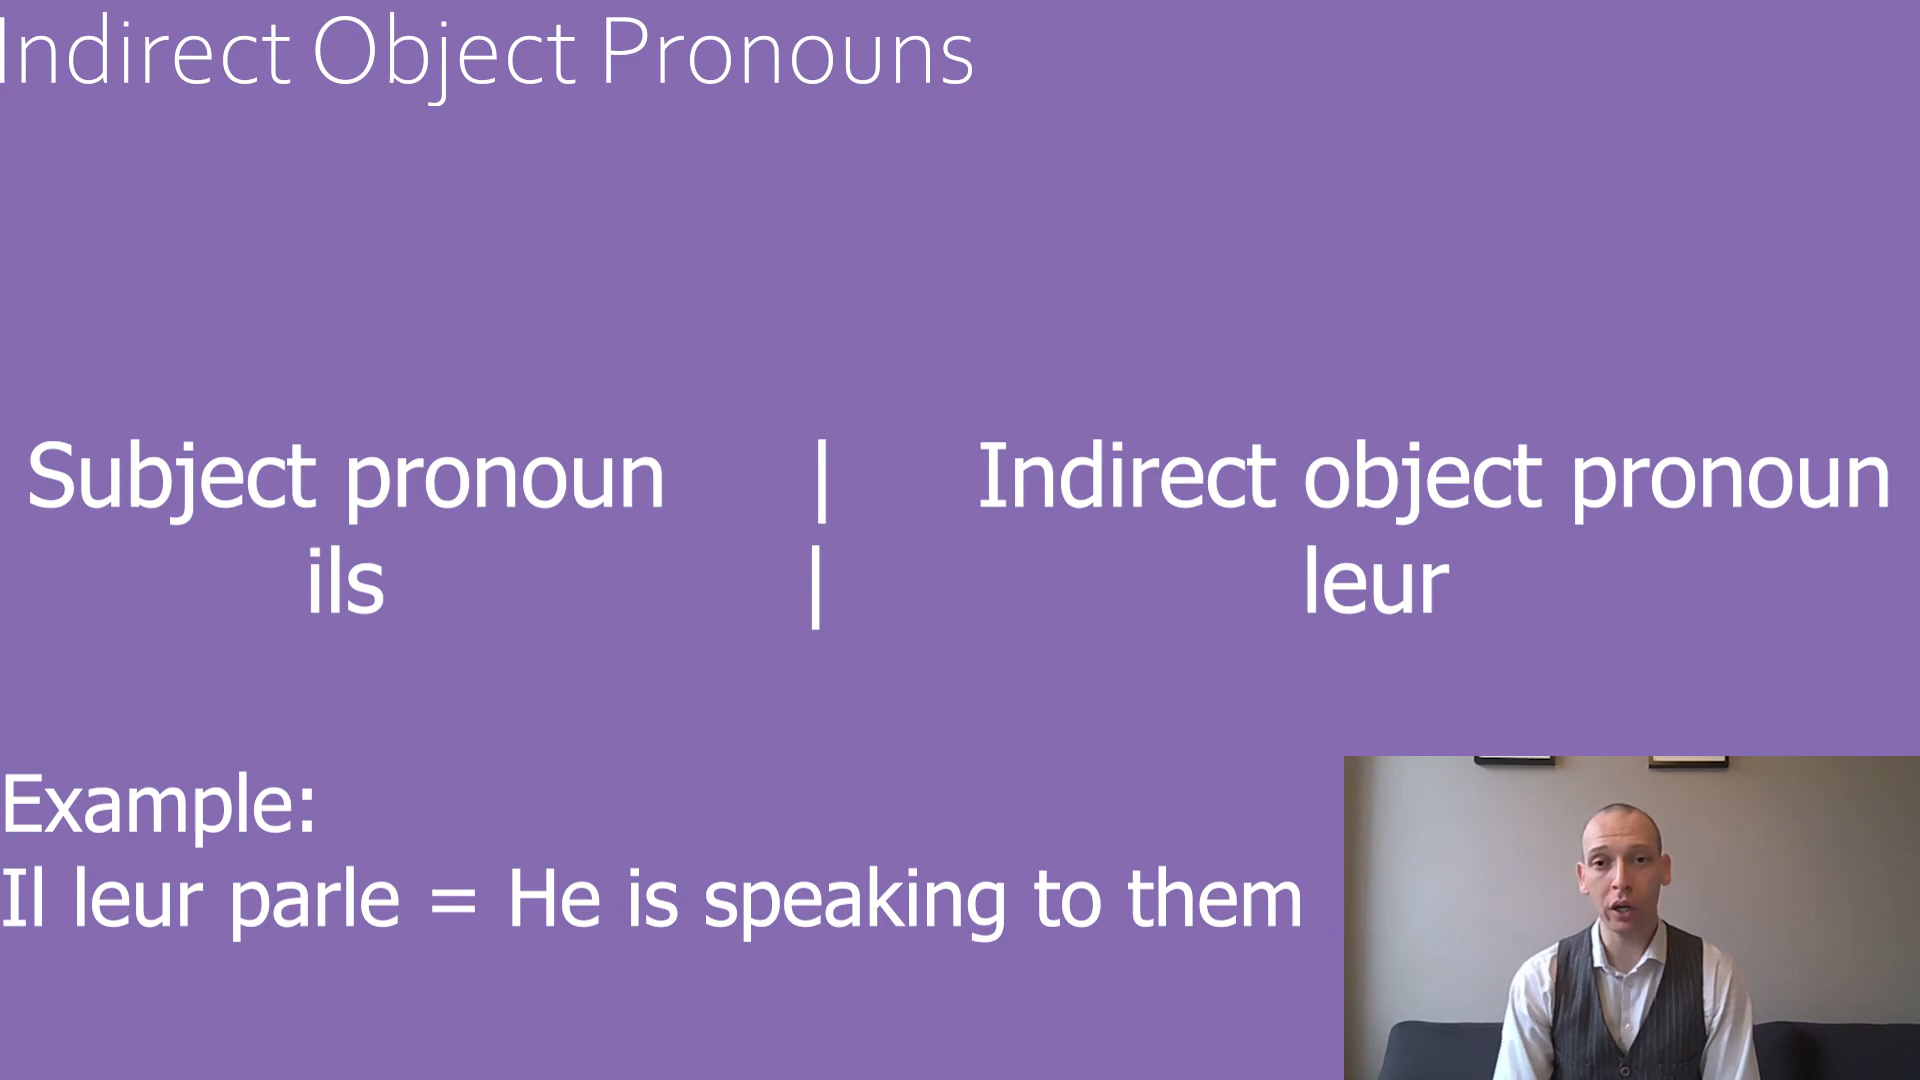 Indirect Object Pronouns
Subject pronoun | Indirect object pronoun
ils | leur
Example:
Il leur parle = He is speaking to them